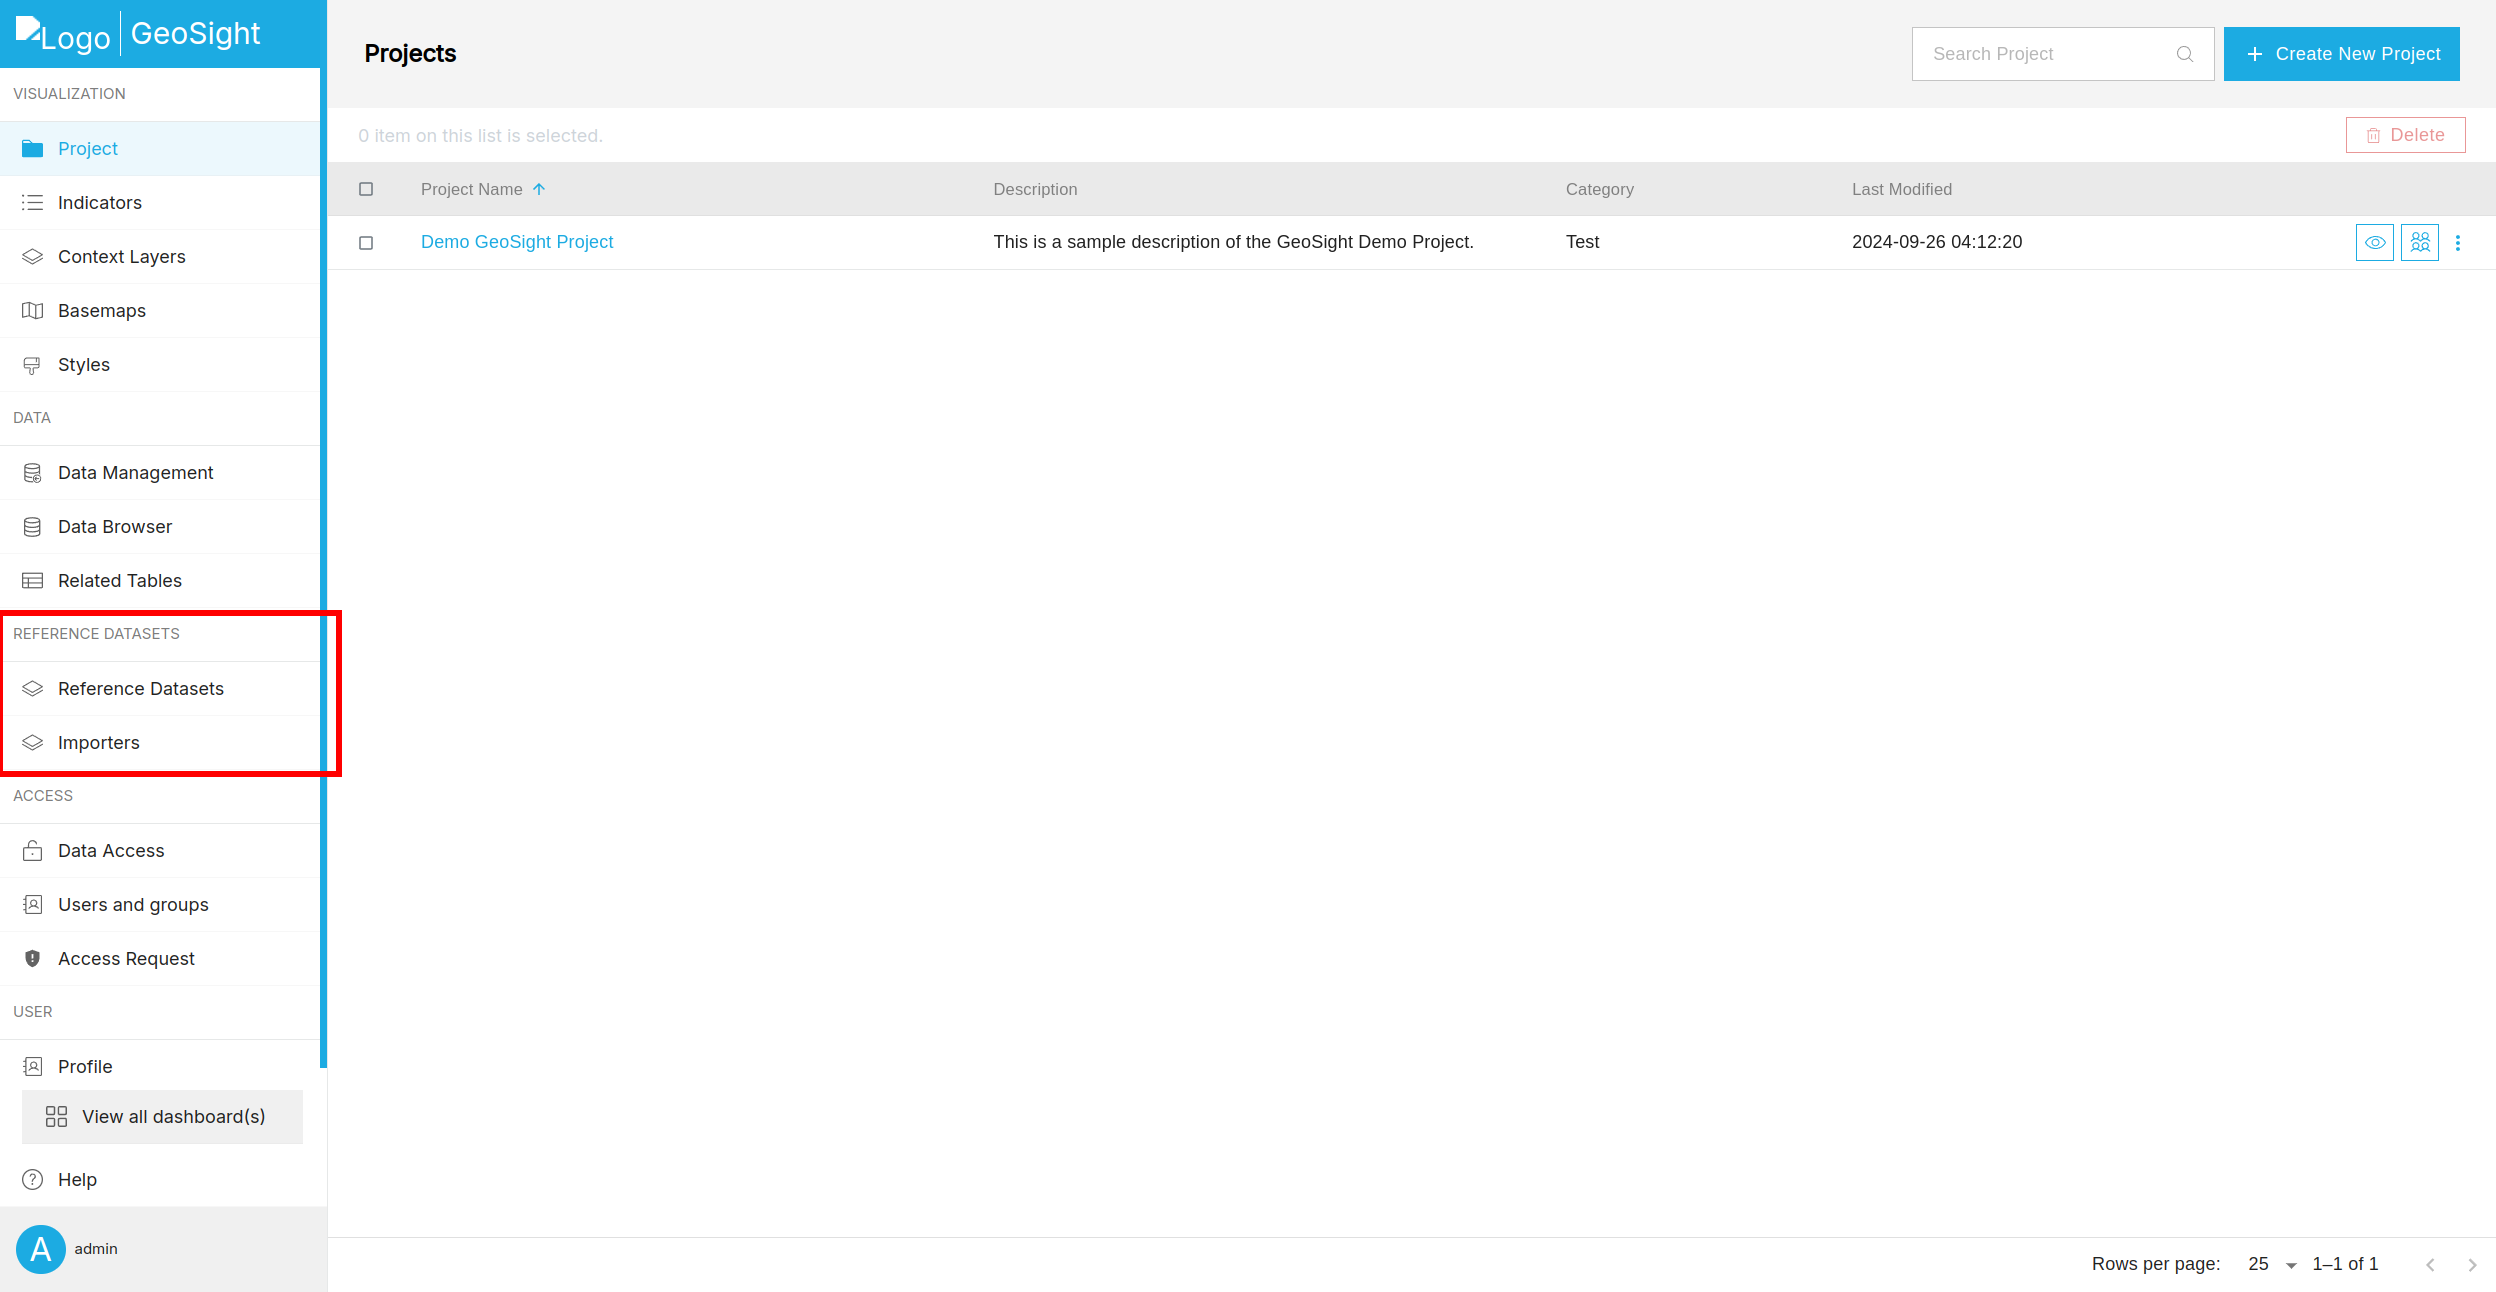 Logo GeoSight
VISUALIZATION
Project
Indicators
Context Layers
Basemaps
Styles
DATA
Data Management
Data Browser
Related Tables
REFERENCE DATASETS
Reference Datasets
Importers
ACCESS
Data Access
Users and groups
Access Request
USER
Profile
View all dashboard(s)
Help
A admin
Projects
Search Project
Create New Project
0 item on this list is selected.
Delete
Project Name Description Category Last Modified
Demo GeoSight Project This is a sample description of the GeoSight Demo Project. Test 2024-09-26 04:12:20
Rows per page: 25 1–1 of 1